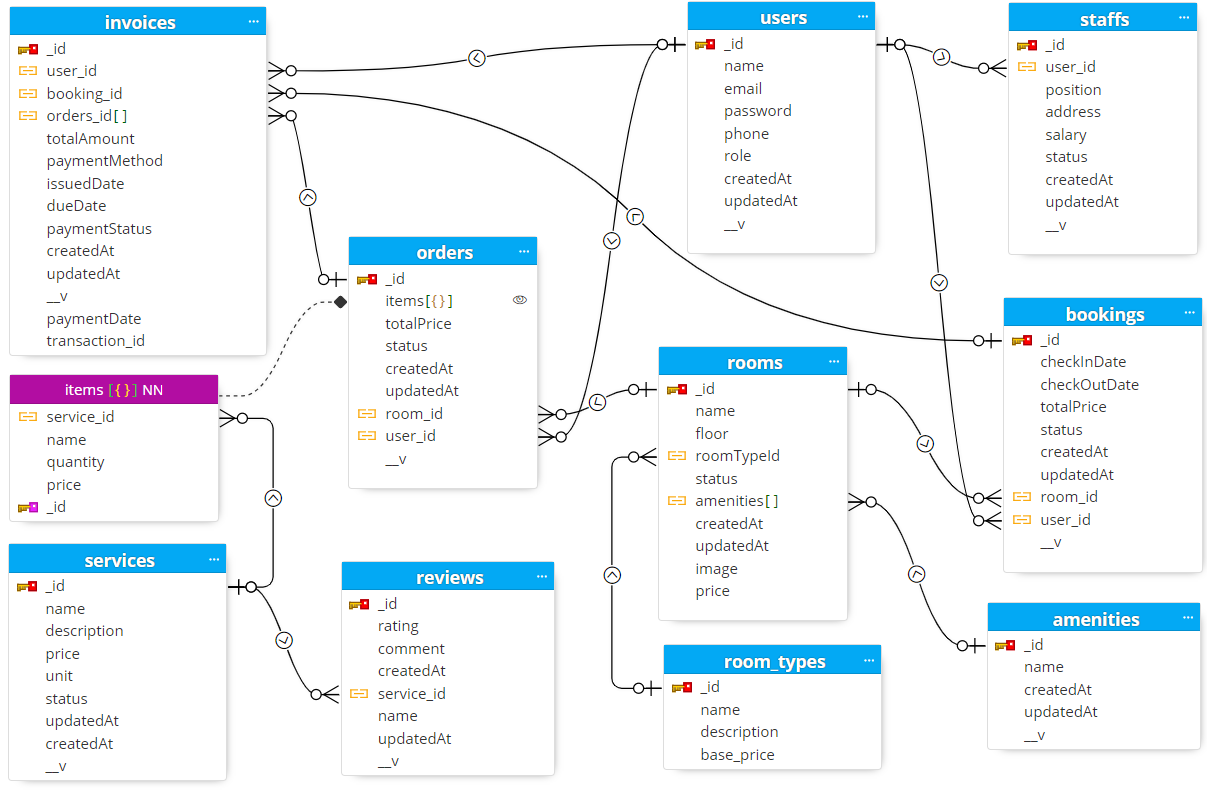 invoices
_id
user_id
booking_id
orders_id[]
totalAmount
paymentMethod
issuedDate
dueDate
paymentStatus
createdAt
updatedAt
__v
paymentDate
transaction_id
users
_id
name
email
password
phone
role
createdAt
updatedAt
__v
staffs
_id
user_id
position
address
salary
status
createdAt
updatedAt
__v
orders
_id
items[{}]
totalPrice
status
createdAt
updatedAt
room_id
user_id
__v
bookings
_id
checkInDate
checkOutDate
totalPrice
status
createdAt
updatedAt
room_id
user_id
__v
items [{}] NN
service_id
name
quantity
price
_id
rooms
_id
name
floor
roomTypeId
status
amenities[]
createdAt
updatedAt
image
price
services
_id
name
description
price
unit
status
updatedAt
createdAt
__v
reviews
_id
rating
comment
createdAt
service_id
name
updatedAt
__v
room_types
_id
name
description
base_price
amenities
_id
name
createdAt
updatedAt
__v